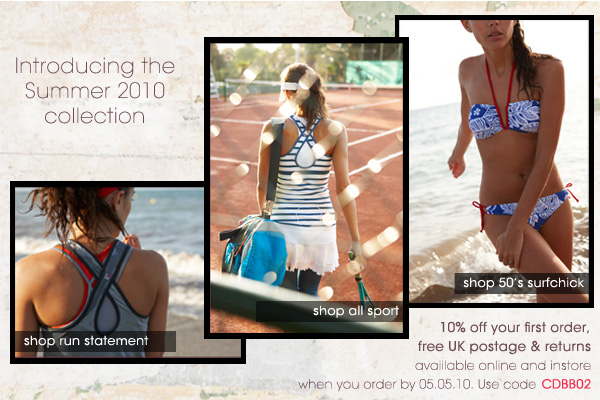 Introducing the
Summer 2010
collection
shop run statement
shop all sport
shop 50's surfchick
10% off your first order,
free UK postage & returns
avaiilable online and instore
when you order by 05.05.10. Use code CDBB02